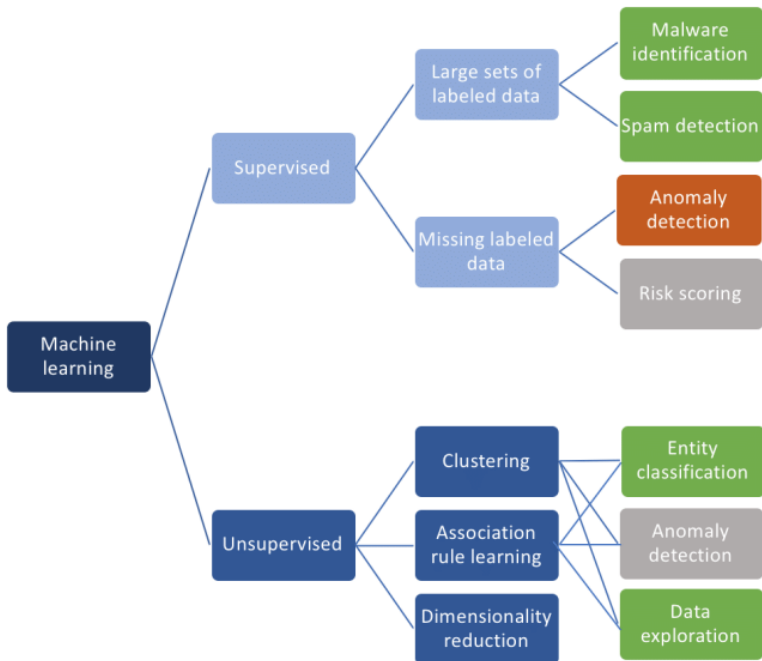 Malware
identification
Large sets of
labeled data
Spam detection
Supervised
Anomaly
detection
Missing labeled
data
Risk scoring
Machine
learning
Clustering
Entity
classification
Unsupervised
Association
rule learning
Anomaly
detection
Dimensionality
reduction
Data
exploration